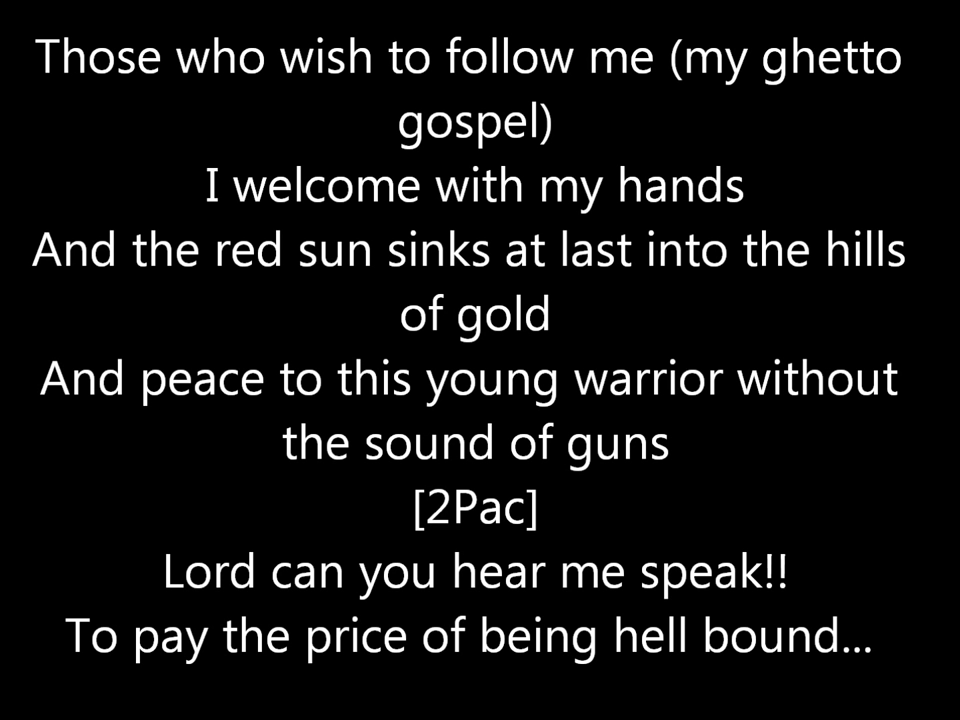 Those who wish to follow me (my ghetto
gospel)
I welcome with my hands
And the red sun sinks at last into the hills
of gold
And peace to this young warrior without
the sound of guns
[2Pac]
Lord can you hear me speak!!
To pay the price of being hell bound...